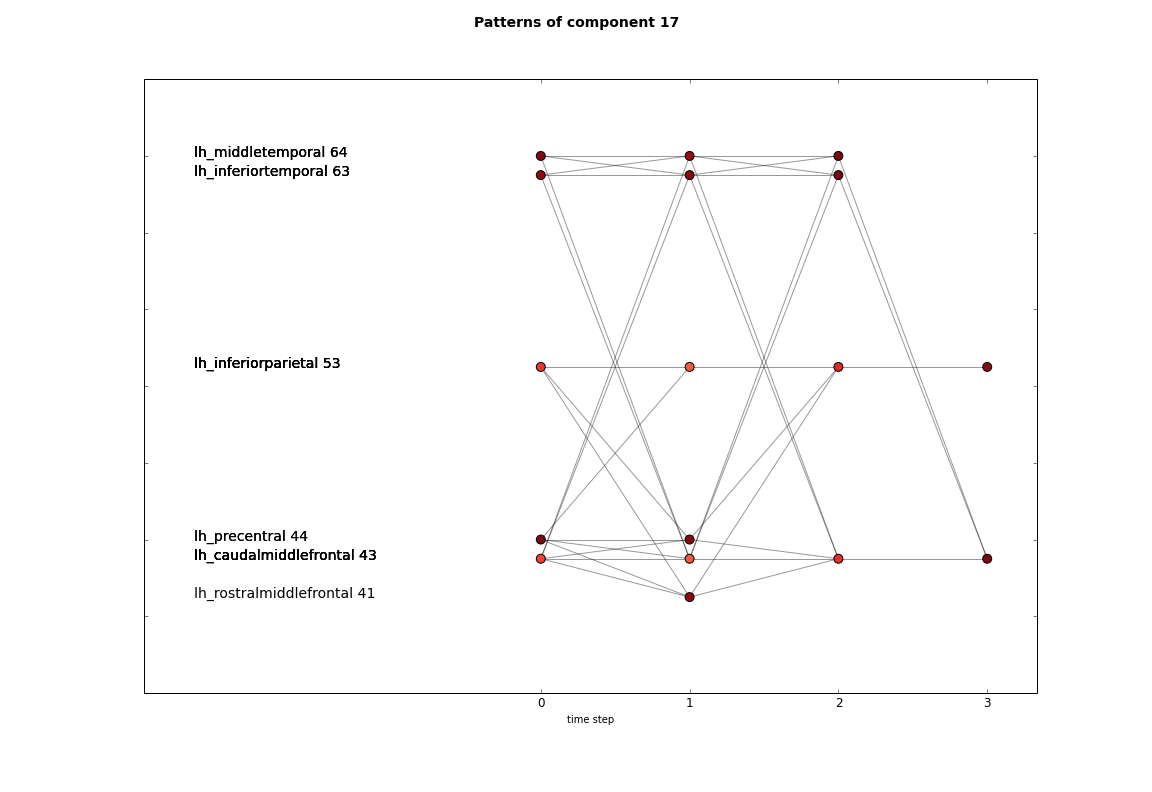 Patterns of component 17
lh_middletemporal 64
lh_inferiortemporal 63
lh_inferiorparietal 53
lh_precentral 44
lh_caudalmiddlefrontal 43
lh_rostralmiddlefrontal 41
0 1 2 3
time step